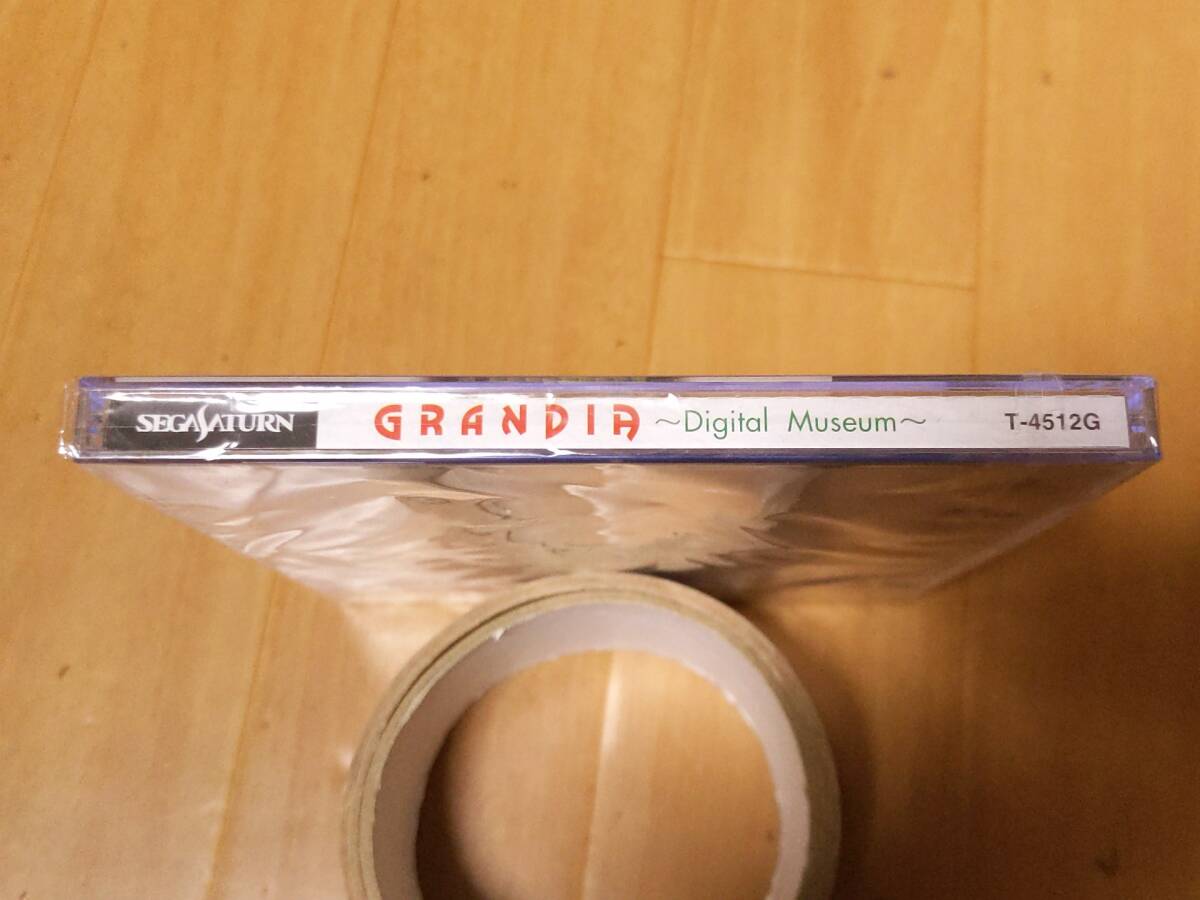 SEGASATURN GRANDIA ~Digital Museum~ T-4512G